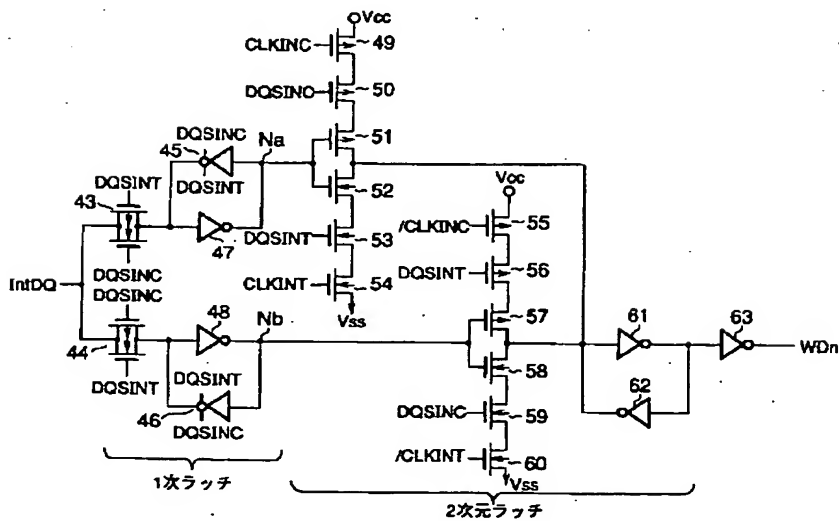 Vcc
CLKINC
49
DQSINC
50
DQSINC
Na
51
45
52
DQSINT
DQSINT
43
47
DQSINT
53
DQSINC
CLKINT
54
Vss
IntDQ
DQSINC
48
Nb
44
DQSINT
DQSINT
46
DQSINC
Vcc
/CLKINC
55
DQSINT
56
57
58
DQSINC
59
/CLKINT
60
Vss
61
63
WDn
62
1次ラッチ
2次元ラッチ